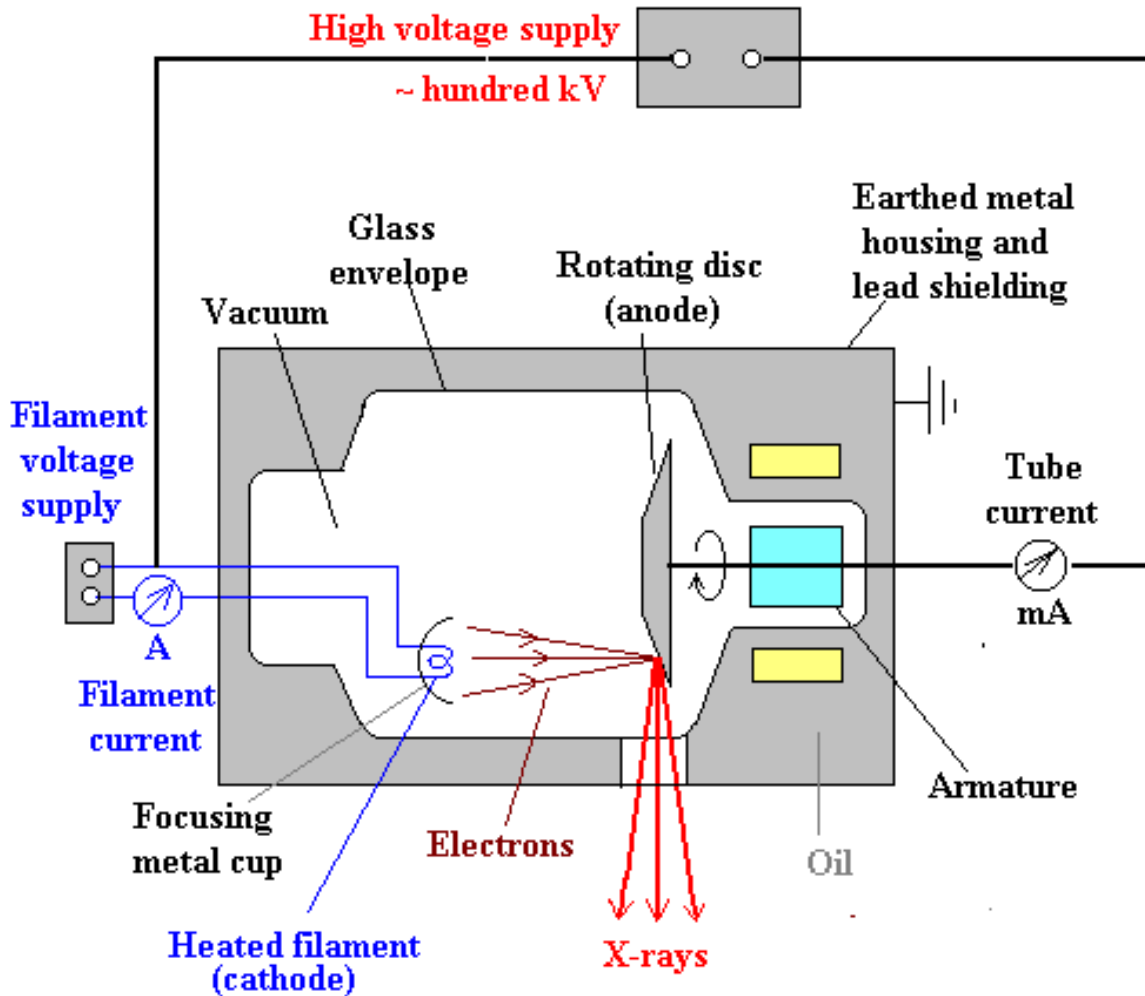 High voltage supply
~ hundred kV
Earthed metal
housing and
lead shielding
Glass
envelope
Rotating disc
(anode)
Vacuum
Filament
voltage
supply
Tube
current
mA
A
Filament
current
Armature
Focusing
metal cup
Electrons
Oil
Heated filament
(cathode)
X-rays